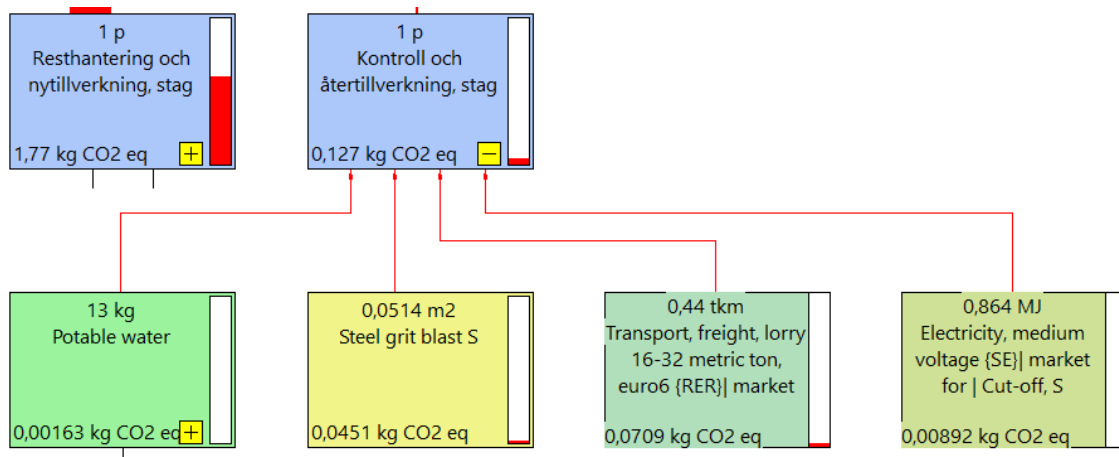 1 p
Resthantering och
nytillverkning, stag
1,77 kg CO2 eq
+
1 p
Kontroll och
återtillverkning, stag
0,127 kg CO2 eq
−
13 kg
Potable water
0,00163 kg CO2 eq
+
0,0514 m2
Steel grit blast S
0,0451 kg CO2 eq
0,44 tkm
Transport, freight, lorry
16-32 metric ton,
euro6 {RER}| market
0,0709 kg CO2 eq
0,864 MJ
Electricity, medium
voltage {SE}| market
for | Cut-off, S
0,00892 kg CO2 eq